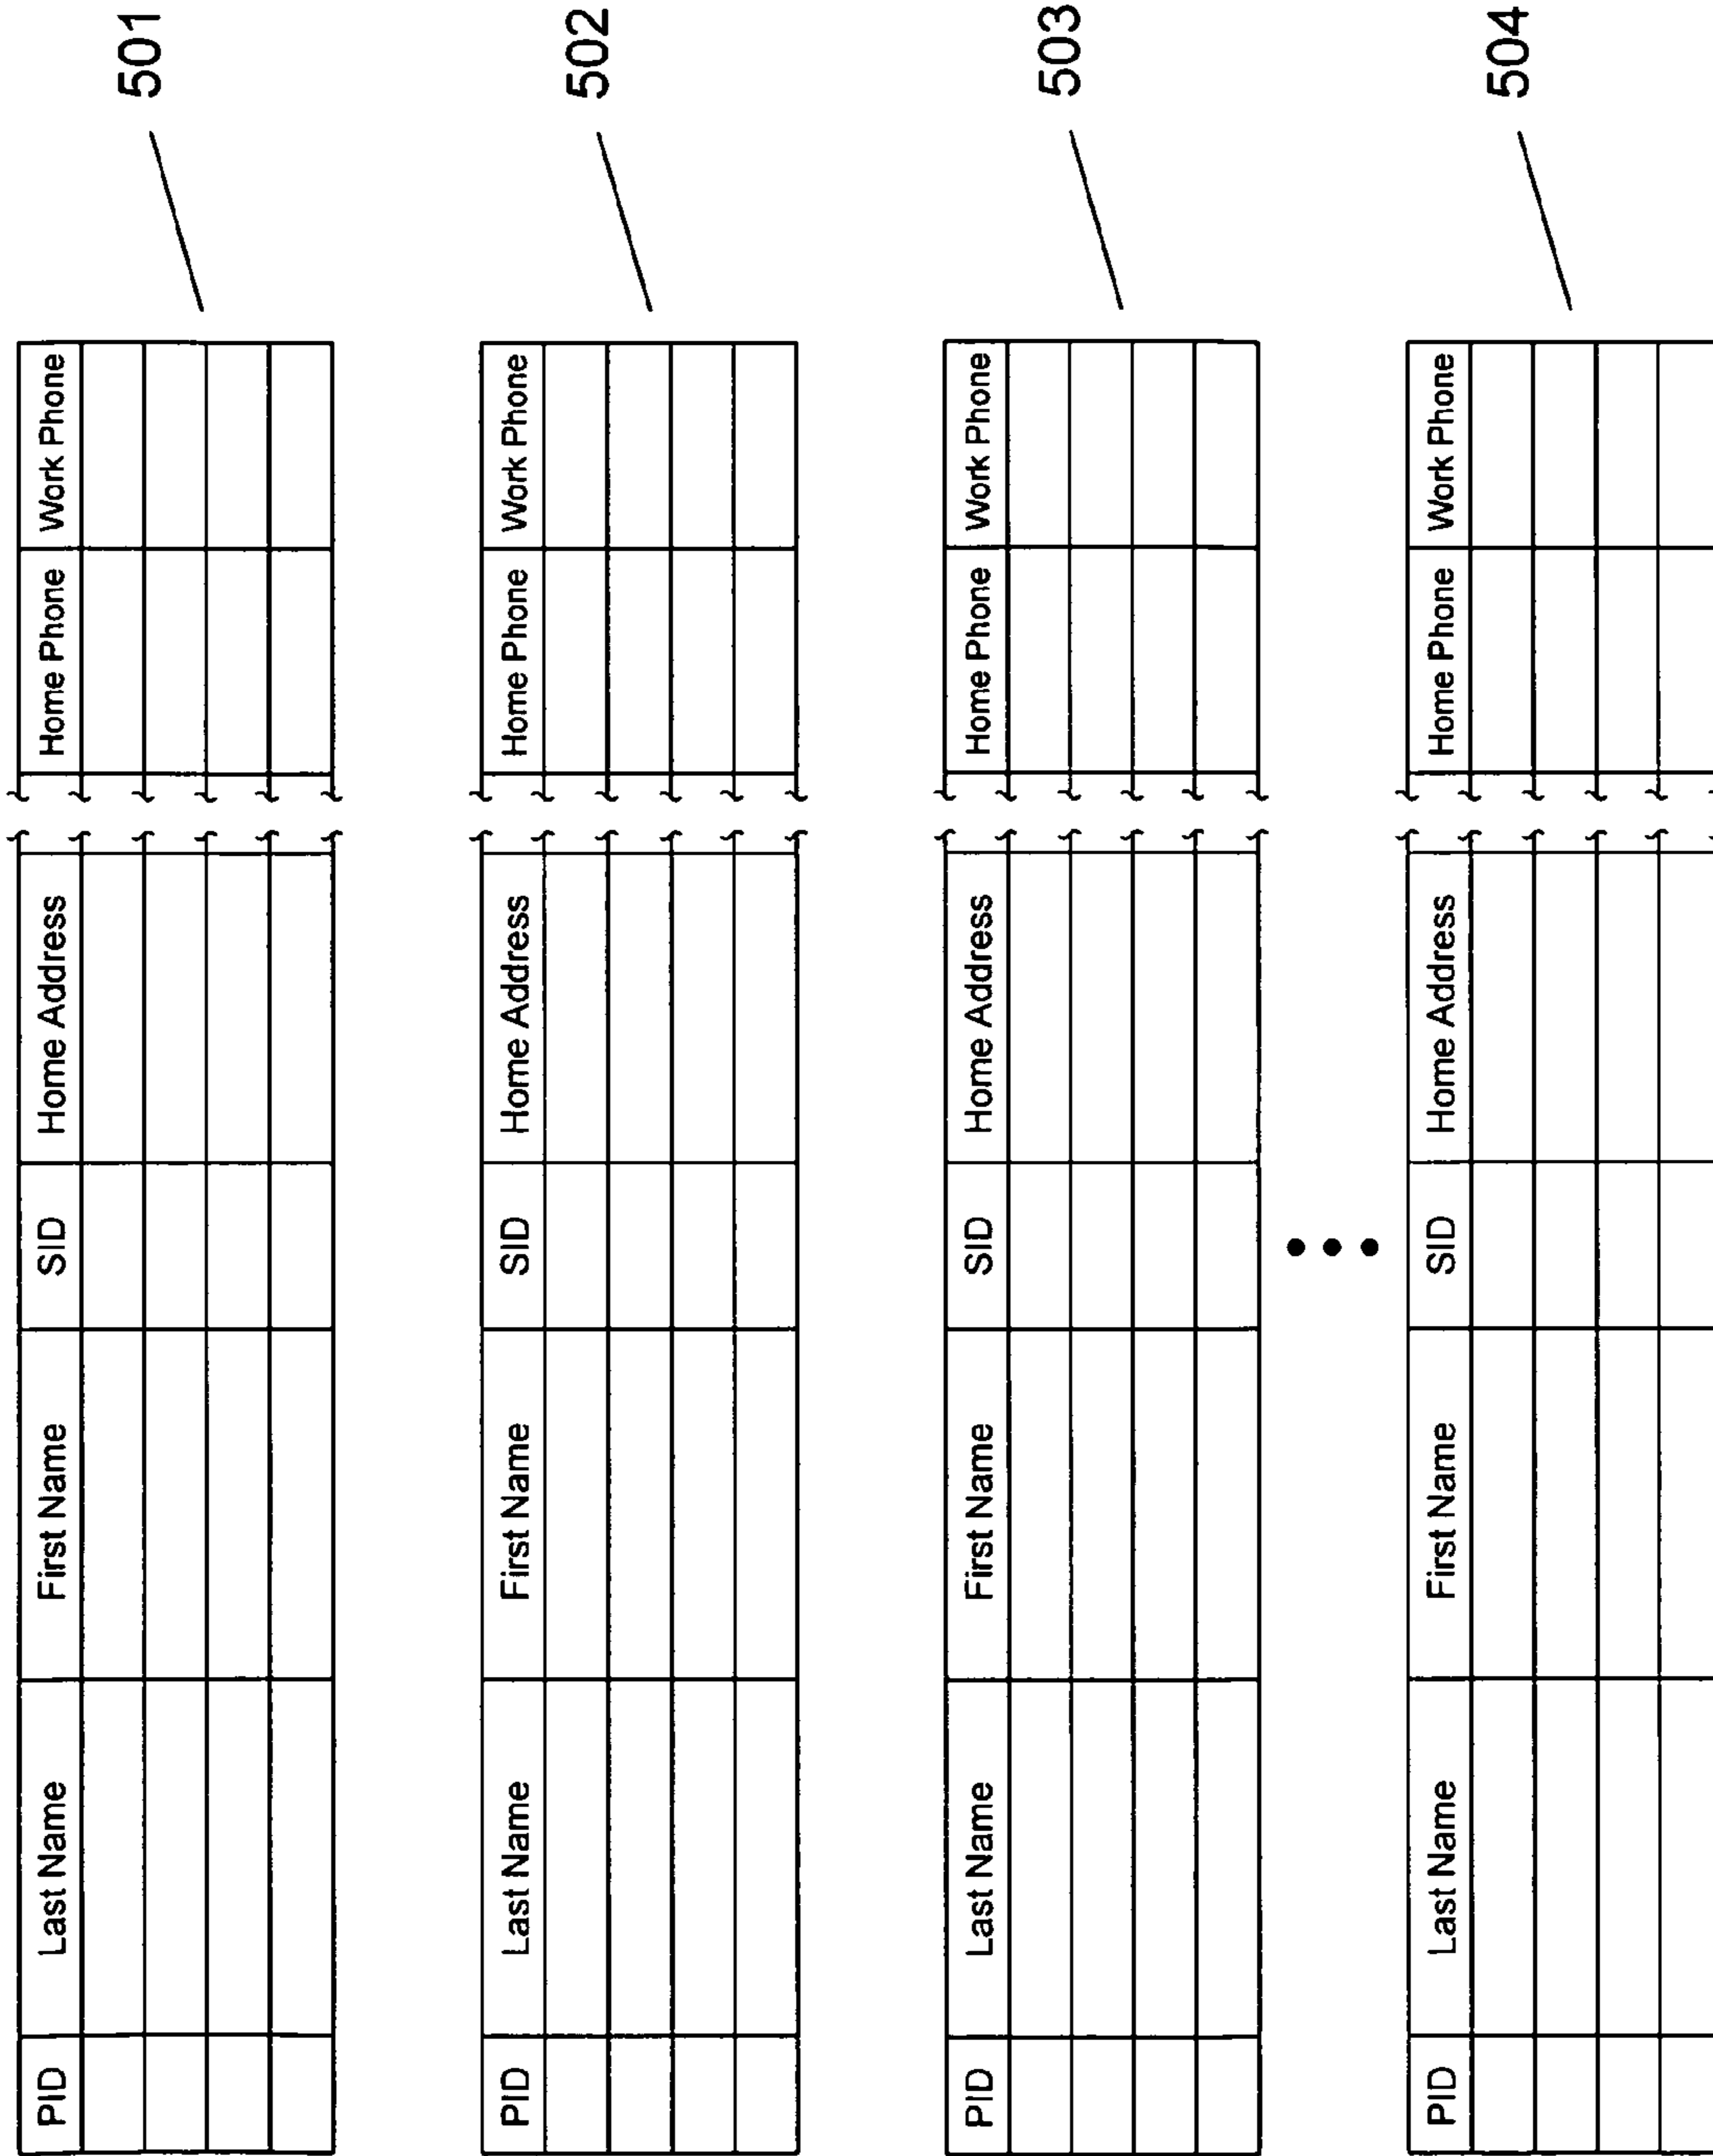 PID Last Name First Name SID Home Address Home Phone Work Phone
501
PID Last Name First Name SID Home Address Home Phone Work Phone
502
PID Last Name First Name SID Home Address Home Phone Work Phone
503
PID Last Name First Name SID Home Address Home Phone Work Phone
504